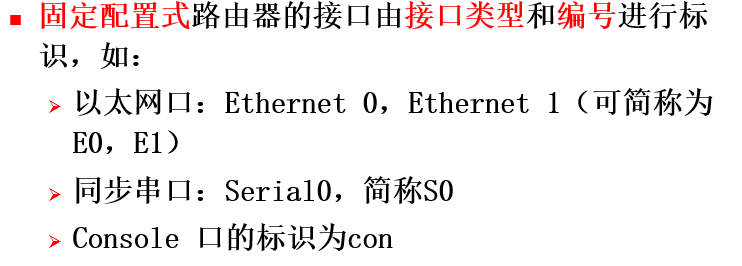 固定配置式路由器的接口由接口类型和编号进行标
识，如：
以太网口：Ethernet 0，Ethernet 1（可简称为
E0，E1）
同步串口：Serial0，简称S0
Console 口的标识为con